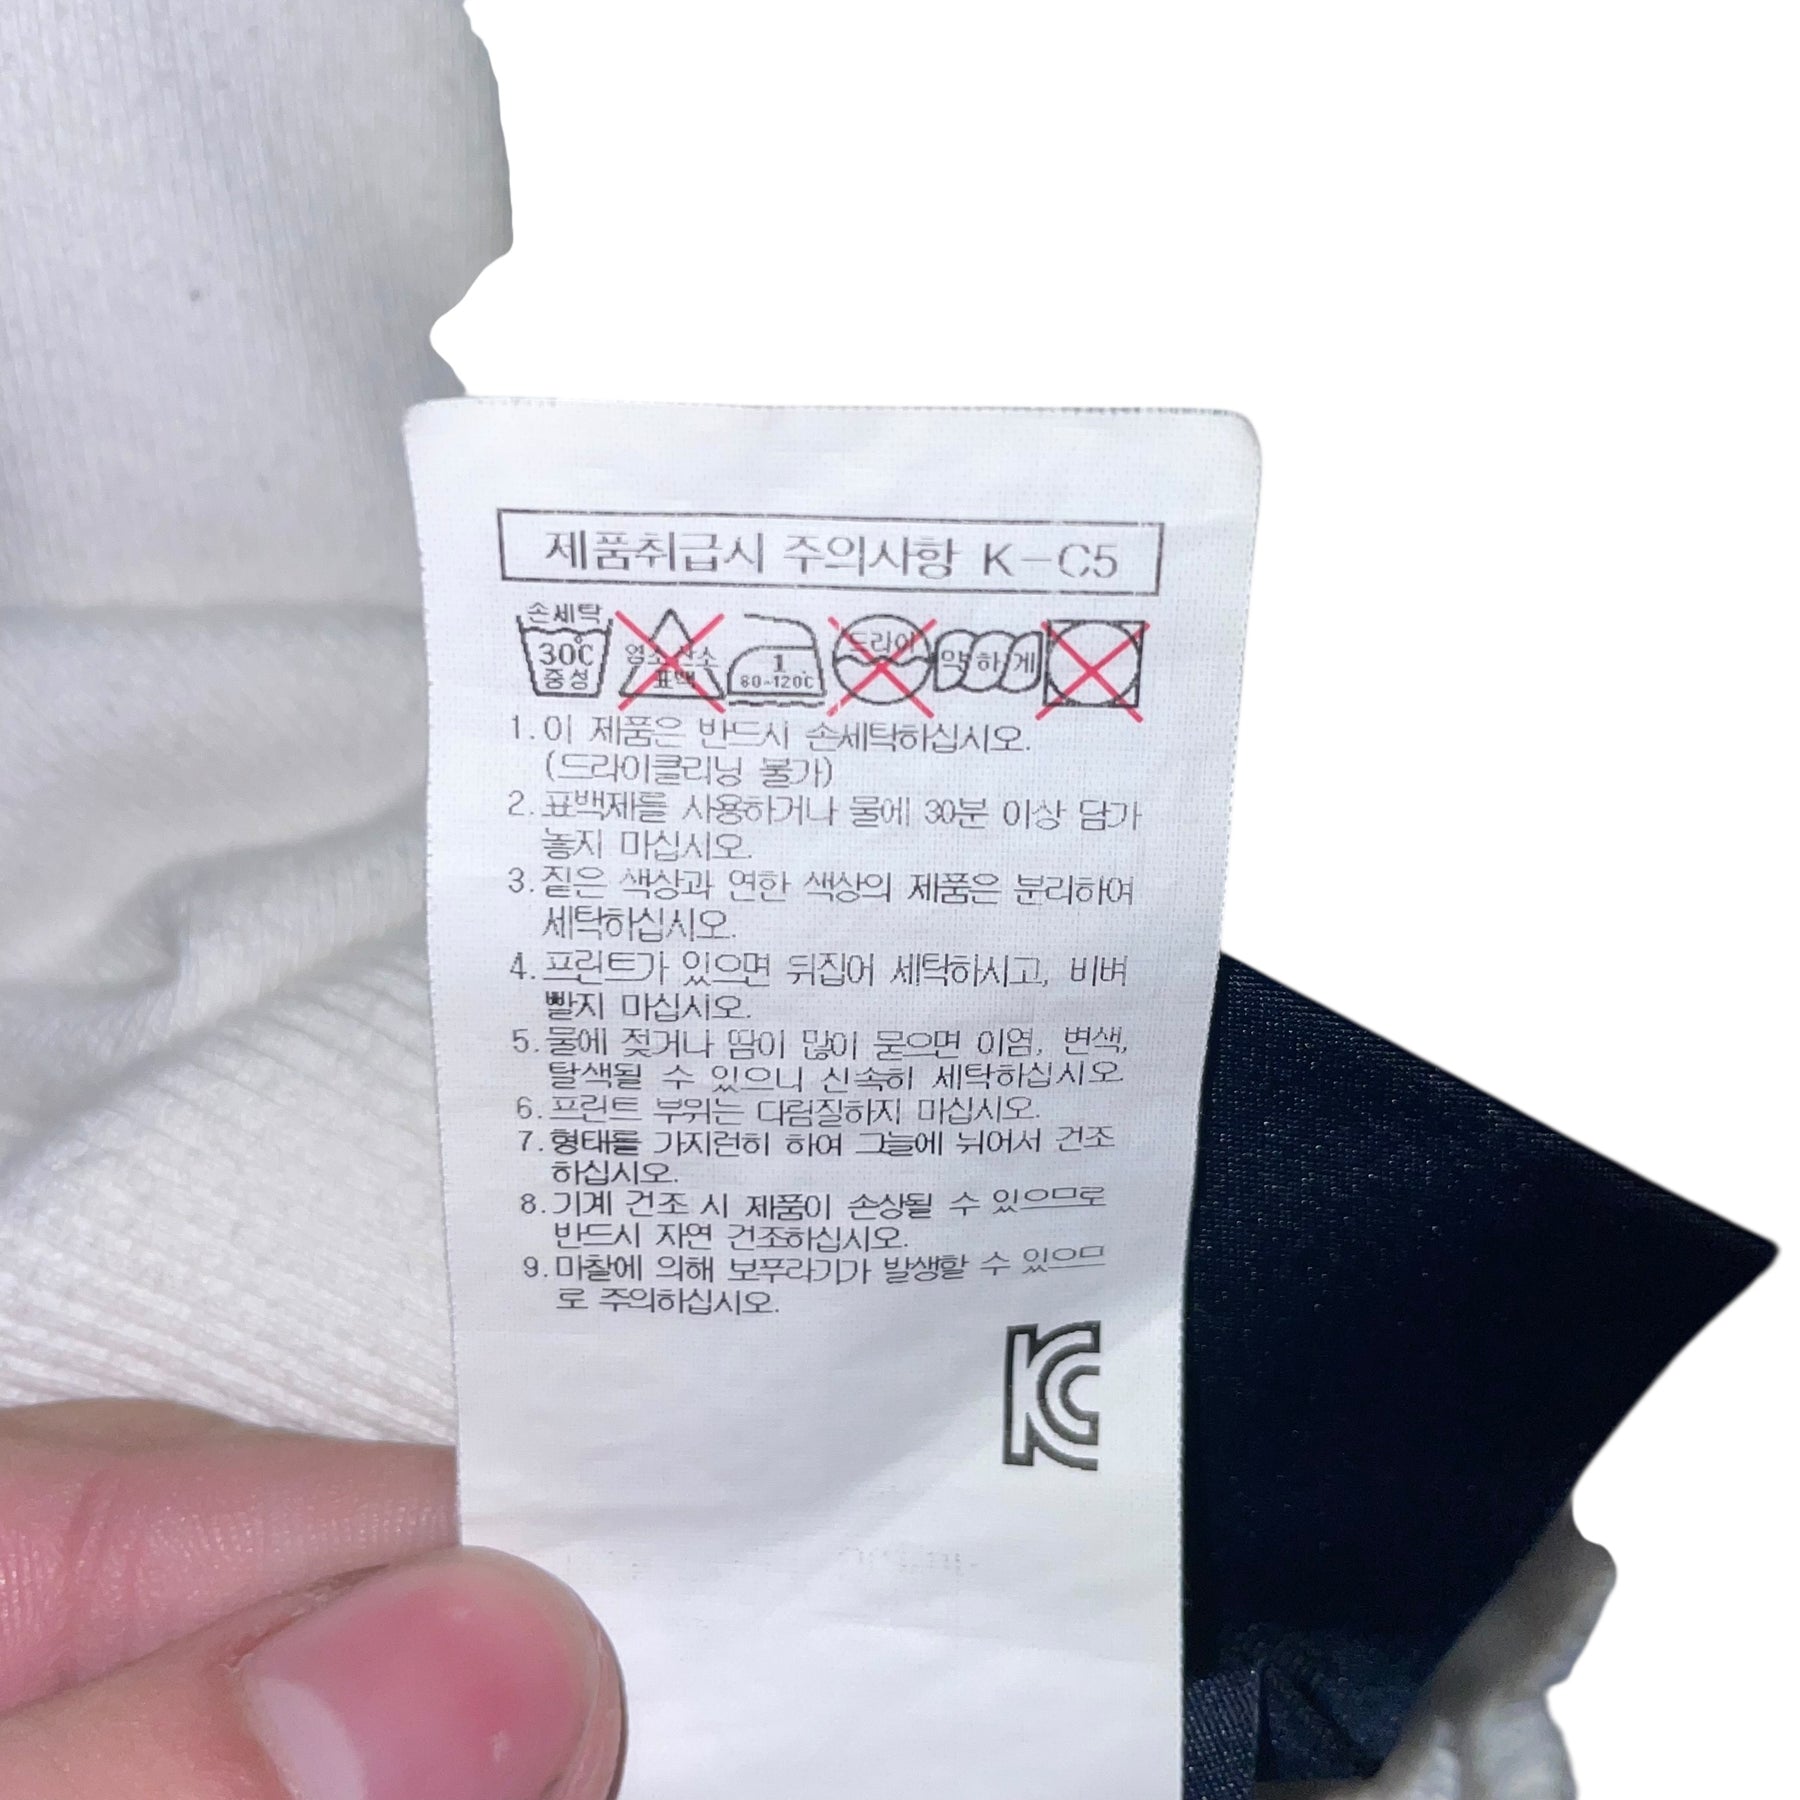 제품취급시 주의사항 K-C5
손세탁
30℃
중성
염소 산소
표백
1
80~120℃
드라이
약하게
1. 이 제품은 반드시 손세탁하십시오.
(드라이클리닝 불가)
2. 표백제를 사용하거나 물에 30분 이상 담가
놓지 마십시오.
3. 짙은 색상과 연한 색상의 제품은 분리하여
세탁하십시오.
4. 프린트가 있으면 뒤집어 세탁하시고, 비벼
빨지 마십시오.
5. 물에 젖거나 땀이 많이 묻으면 이염, 변색,
탈색될 수 있으니 신속히 세탁하십시오
6. 프린트 부위는 다림질하지 마십시오.
7. 형태를 가지런히 하여 그늘에 뉘어서 건조
하십시오.
8. 기계 건조 시 제품이 손상될 수 있으므로
반드시 자연 건조하십시오.
9. 마찰에 의해 보푸라기가 발생할 수 있으므
로 주의하십시오.
KC